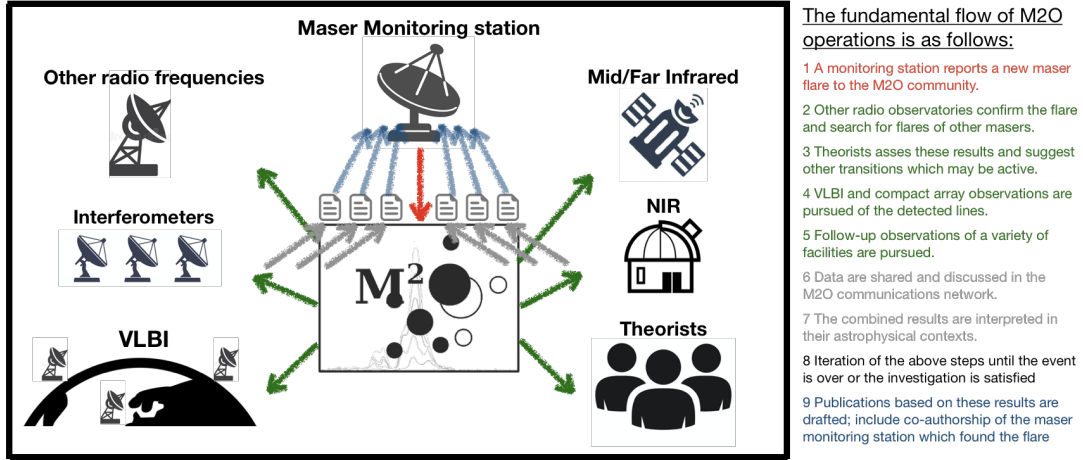 Maser Monitoring station
Other radio frequencies
Mid/Far Infrared
Interferometers
NIR
M2
VLBI
Theorists
The fundamental flow of M2O
operations is as follows:
1 A monitoring station reports a new maser
flare to the M2O community.
2 Other radio observatories confirm the flare
and search for flares of other masers.
3 Theorists asses these results and suggest
other transitions which may be active.
4 VLBI and compact array observations are
pursued of the detected lines.
5 Follow-up observations of a variety of
facilities are pursued.
6 Data are shared and discussed in the
M2O communications network.
7 The combined results are interpreted in
their astrophysical contexts.
8 Iteration of the above steps until the event
is over or the investigation is satisfied
9 Publications based on these results are
drafted; include co-authorship of the maser
monitoring station which found the flare